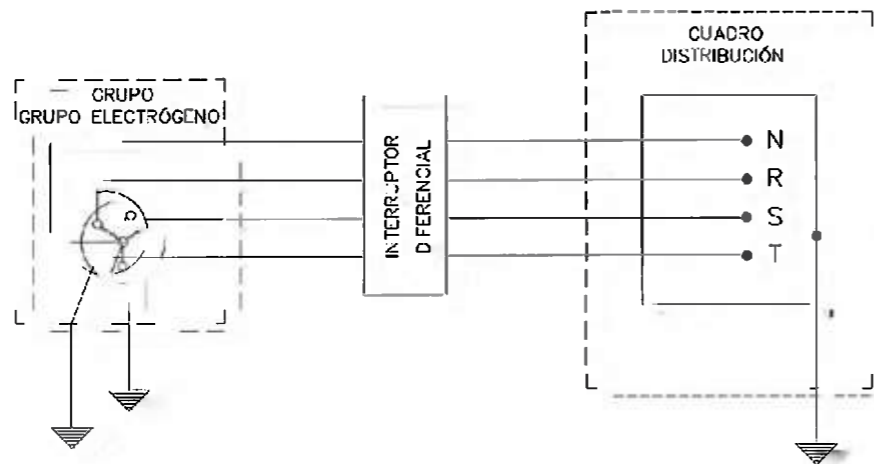 GRUPO
GRUPO ELECTRÓGENO
INTERRUPTOR
DIFERENCIAL
CUADRO
DISTRIBUCIÓN
N
R
S
T